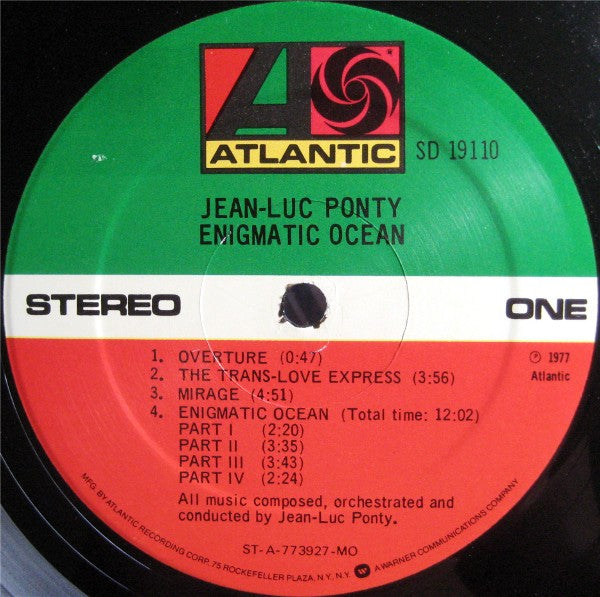 ATLANTIC
SD 19110
JEAN-LUC PONTY
ENIGMATIC OCEAN
STEREO
ONE
1. OVERTURE (0:47)
2. THE TRANS-LOVE EXPRESS (3:56)
3. MIRAGE (4:51)
4. ENIGMATIC OCEAN (Total time: 12:02)
PART I (2:20)
PART II (3:35)
PART III (3:43)
PART IV (2:24)
℗ 1977
Atlantic
All music composed, orchestrated and
conducted by Jean-Luc Ponty.
ST-A-773927-MO
MFG. BY ATLANTIC RECORDING CORP. 75 ROCKEFELLER PLAZA, N.Y., N.Y. A WARNER COMMUNICATIONS COMPANY